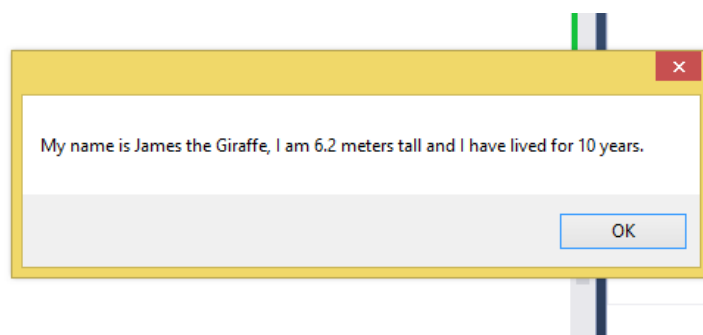 My name is James the Giraffe, I am 6.2 meters tall and I have lived for 10 years.
OK